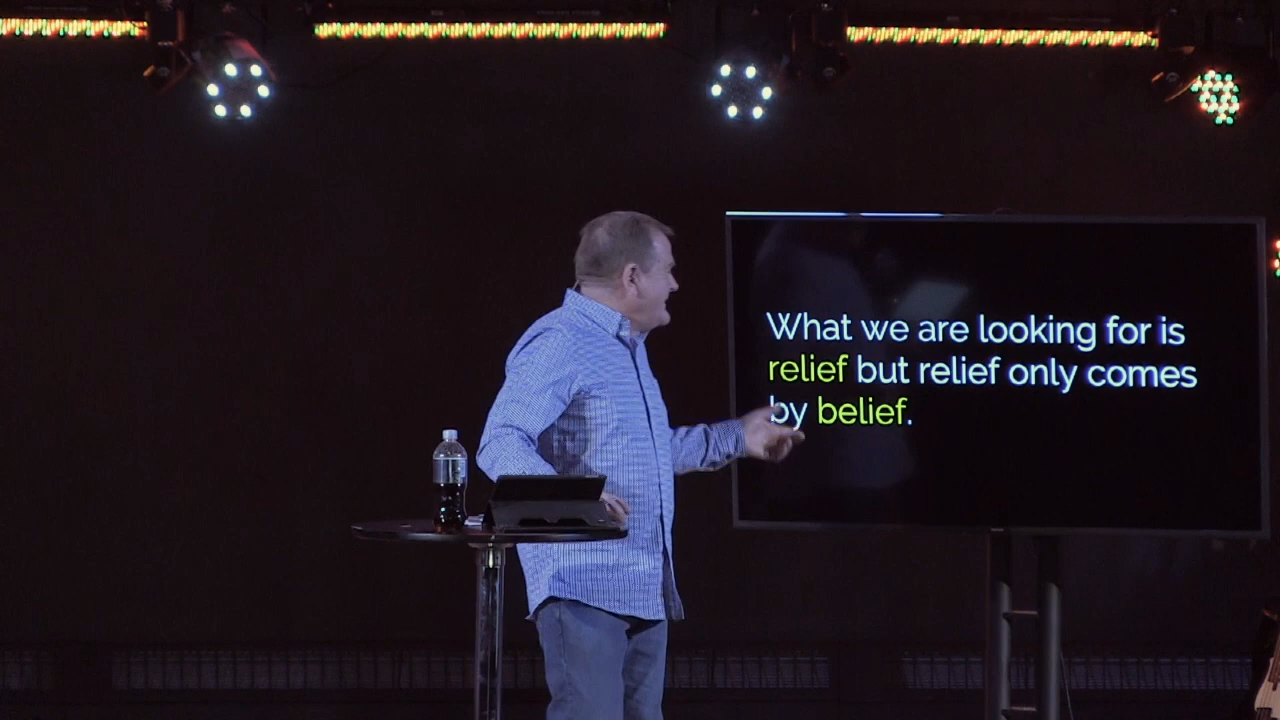 What we are looking for is
relief but relief only comes
by belief.